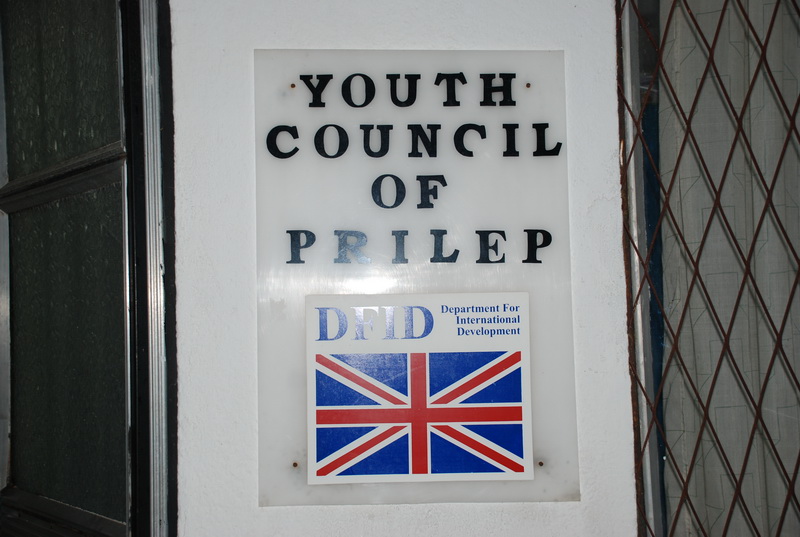 YOUTH
COUNCIL
OF
PRILEP
DFID
Department For
International
Development